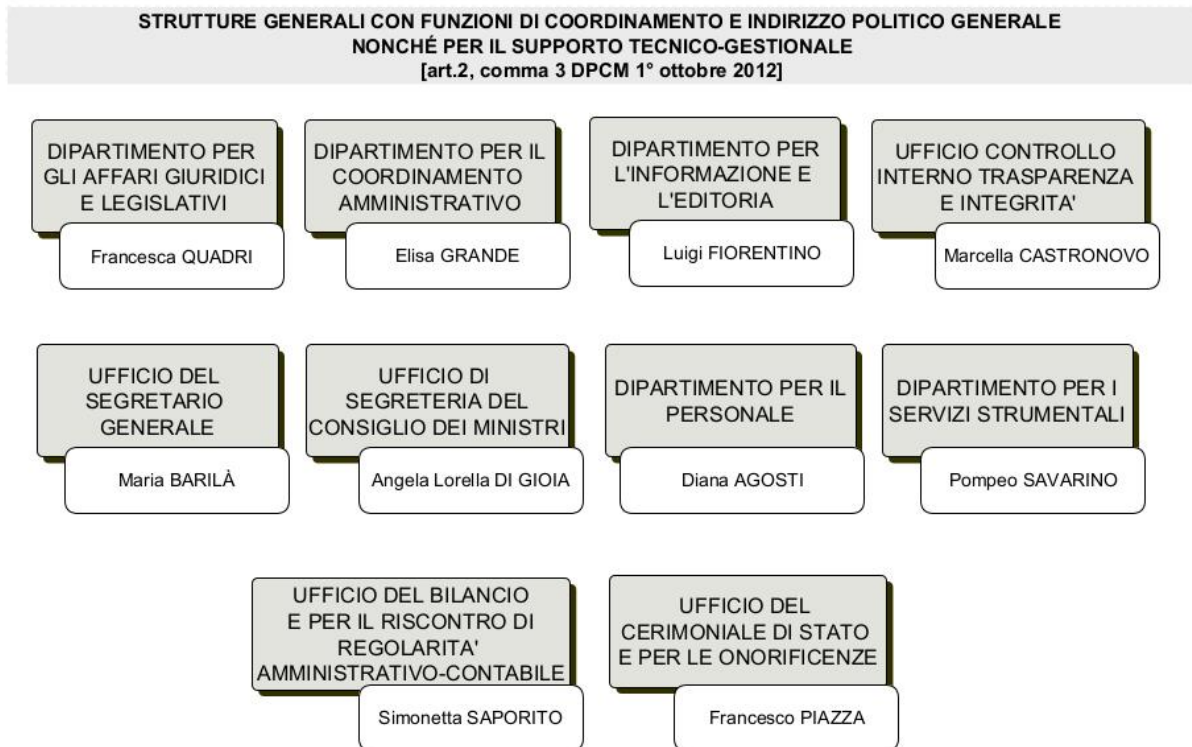 STRUTTURE GENERALI CON FUNZIONI DI COORDINAMENTO E INDIRIZZO POLITICO GENERALE
NONCHÉ PER IL SUPPORTO TECNICO-GESTIONALE
[art.2, comma 3 DPCM 1° ottobre 2012]
DIPARTIMENTO PER
GLI AFFARI GIURIDICI
E LEGISLATIVI
Francesca QUADRI
DIPARTIMENTO PER IL
COORDINAMENTO
AMMINISTRATIVO
Elisa GRANDE
DIPARTIMENTO PER
L'INFORMAZIONE E
L'EDITORIA
Luigi FIORENTINO
UFFICIO CONTROLLO
INTERNO TRASPARENZA
E INTEGRITA'
Marcella CASTRONOVO
UFFICIO DEL
SEGRETARIO
GENERALE
Maria BARILÀ
UFFICIO DI
SEGRETERIA DEL
CONSIGLIO DEI MINISTRI
Angela Lorella DI GIOIA
DIPARTIMENTO PER IL
PERSONALE
Diana AGOSTI
DIPARTIMENTO PER I
SERVIZI STRUMENTALI
Pompeo SAVARINO
UFFICIO DEL BILANCIO
E PER IL RISCONTRO DI
REGOLARITA'
AMMINISTRATIVO-CONTABILE
Simonetta SAPORITO
UFFICIO DEL
CERIMONIALE DI STATO
E PER LE ONORIFICENZE
Francesco PIAZZA